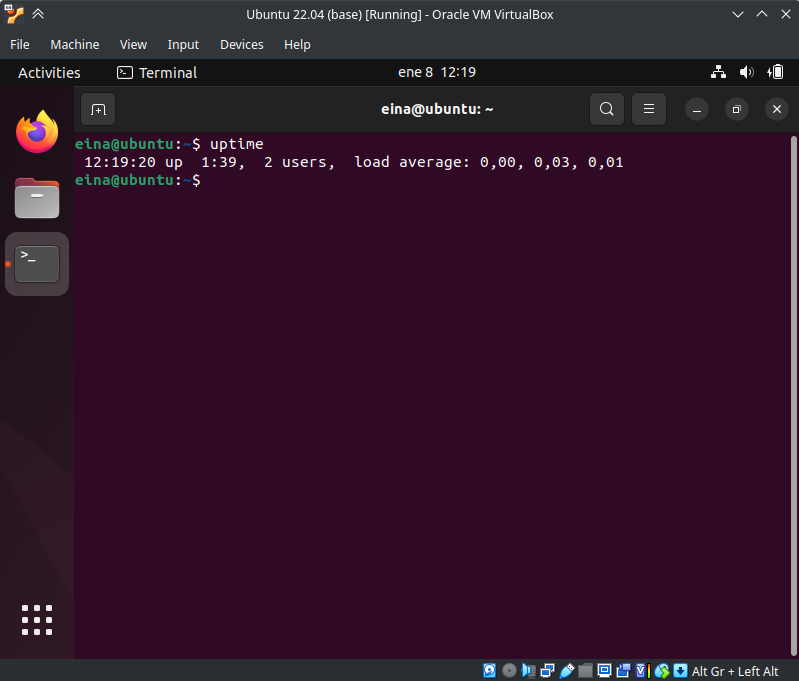 Ubuntu 22.04 (base) [Running] - Oracle VM VirtualBox
File Machine View Input Devices Help
Activities Terminal ene 8 12:19
eina@ubuntu: ~
eina@ubuntu:~$ uptime
 12:19:20 up  1:39,  2 users,  load average: 0,00, 0,03, 0,01
eina@ubuntu:~$
>_
Alt Gr + Left Alt